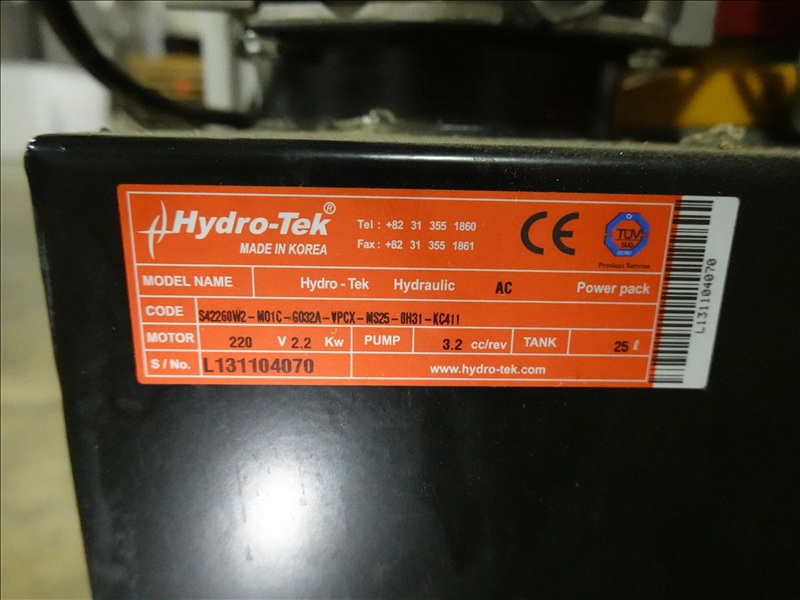 Hydro-Tek®
MADE IN KOREA
Tel : +82 31 355 1860
Fax : +82 31 355 1861
CE
TÜV
SUD
Product Service
MODEL NAME Hydro - Tek Hydraulic AC Power pack
CODE S42260W2-M01C-G032A-VPCX-MS25-BH31-KC411
MOTOR 220 V 2.2 Kw PUMP 3.2 cc/rev TANK 25 ℓ
S / No. L131104070 www.hydro-tek.com
L131104070